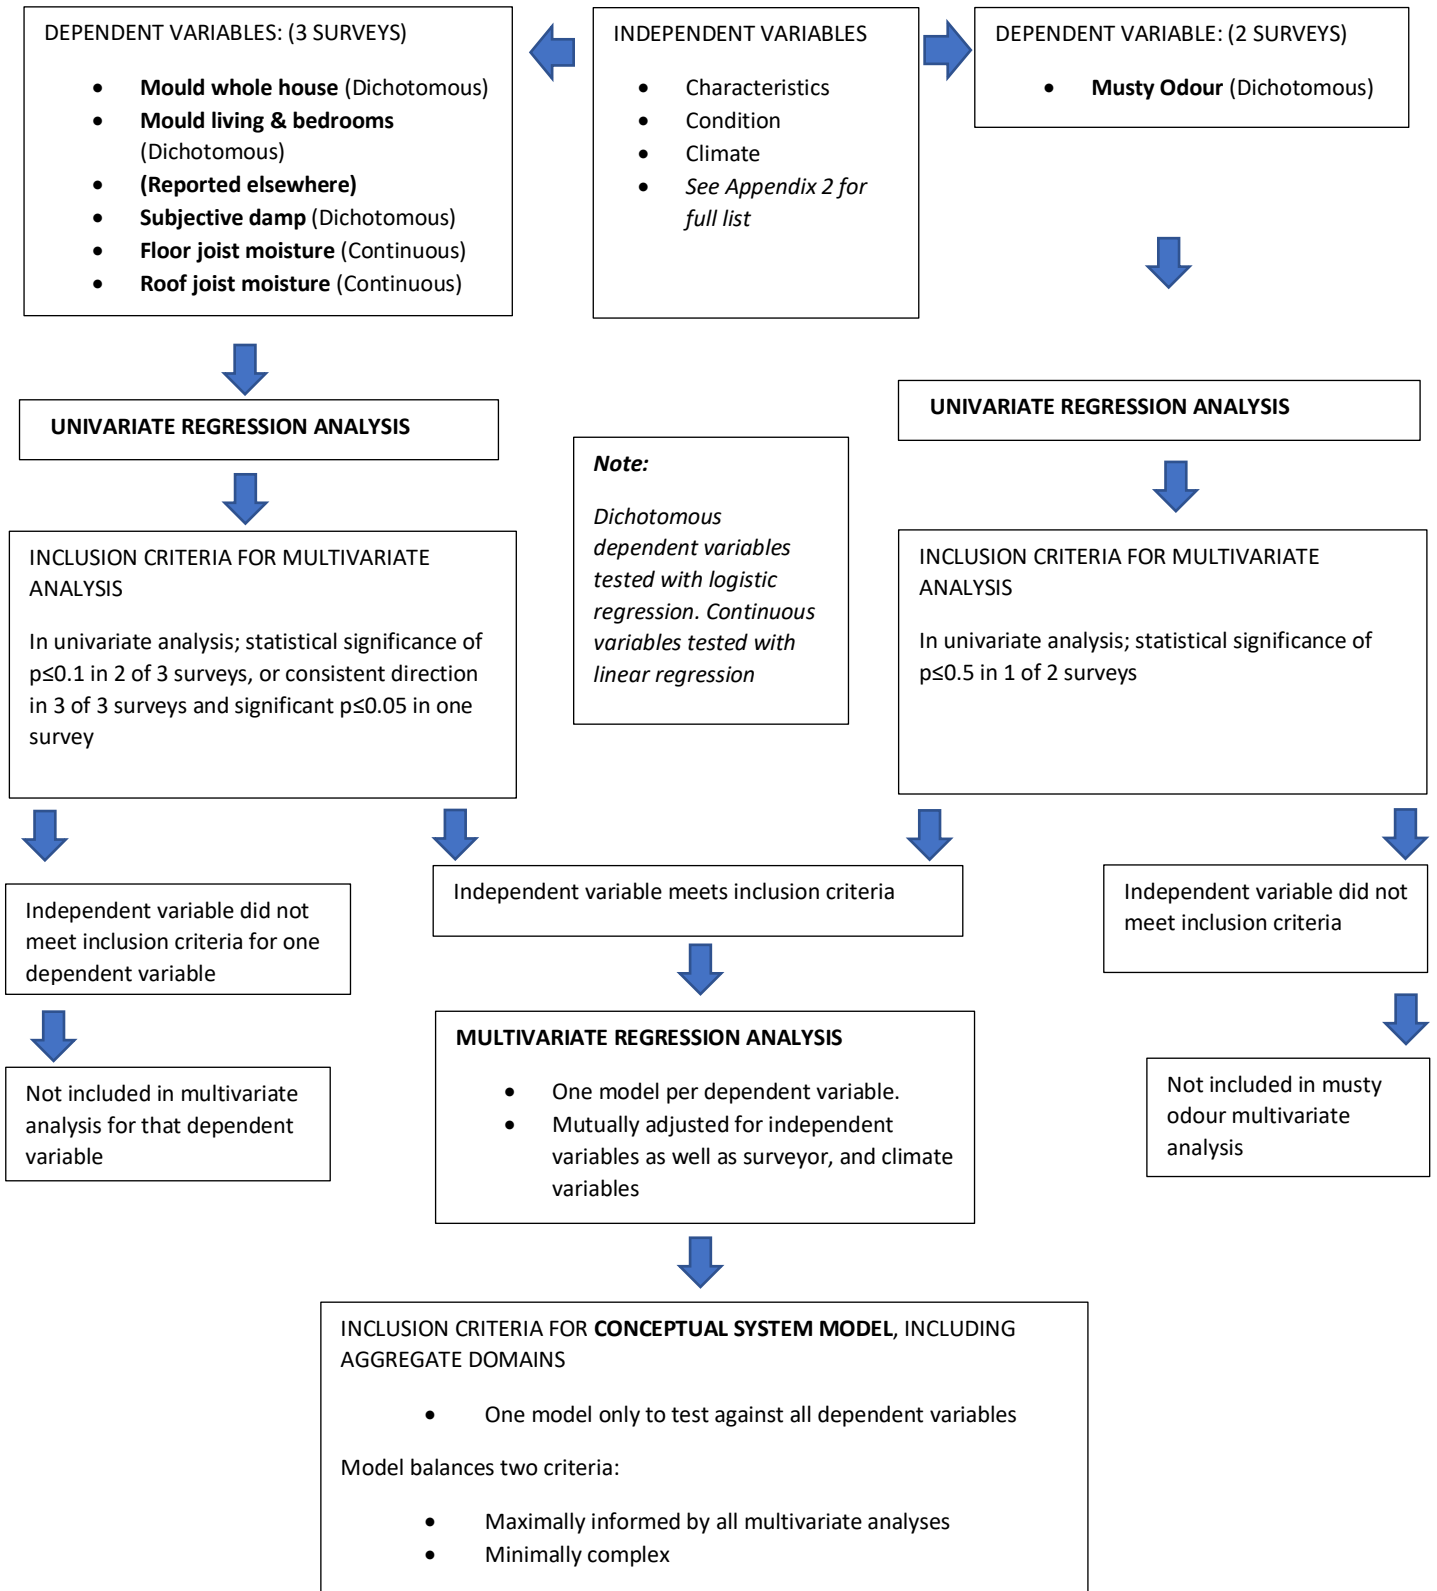 DEPENDENT VARIABLES: (3 SURVEYS)
• Mould whole house (Dichotomous)
• Mould living & bedrooms
(Dichotomous)
• (Reported elsewhere)
• Subjective damp (Dichotomous)
• Floor joist moisture (Continuous)
• Roof joist moisture (Continuous)
INDEPENDENT VARIABLES
• Characteristics
• Condition
• Climate
• See Appendix 2 for
full list
DEPENDENT VARIABLE: (2 SURVEYS)
• Musty Odour (Dichotomous)
UNIVARIATE REGRESSION ANALYSIS
UNIVARIATE REGRESSION ANALYSIS
Note:
Dichotomous
dependent variables
tested with logistic
regression. Continuous
variables tested with
linear regression
INCLUSION CRITERIA FOR MULTIVARIATE
ANALYSIS
In univariate analysis; statistical significance of
p≤0.1 in 2 of 3 surveys, or consistent direction
in 3 of 3 surveys and significant p≤0.05 in one
survey
INCLUSION CRITERIA FOR MULTIVARIATE
ANALYSIS
In univariate analysis; statistical significance of
p≤0.5 in 1 of 2 surveys
Independent variable did not
meet inclusion criteria for one
dependent variable
Independent variable meets inclusion criteria
Independent variable did not
meet inclusion criteria
Not included in multivariate
analysis for that dependent
variable
MULTIVARIATE REGRESSION ANALYSIS
• One model per dependent variable.
• Mutually adjusted for independent
variables as well as surveyor, and climate
variables
Not included in musty
odour multivariate
analysis
INCLUSION CRITERIA FOR CONCEPTUAL SYSTEM MODEL, INCLUDING
AGGREGATE DOMAINS
• One model only to test against all dependent variables
Model balances two criteria:
• Maximally informed by all multivariate analyses
• Minimally complex